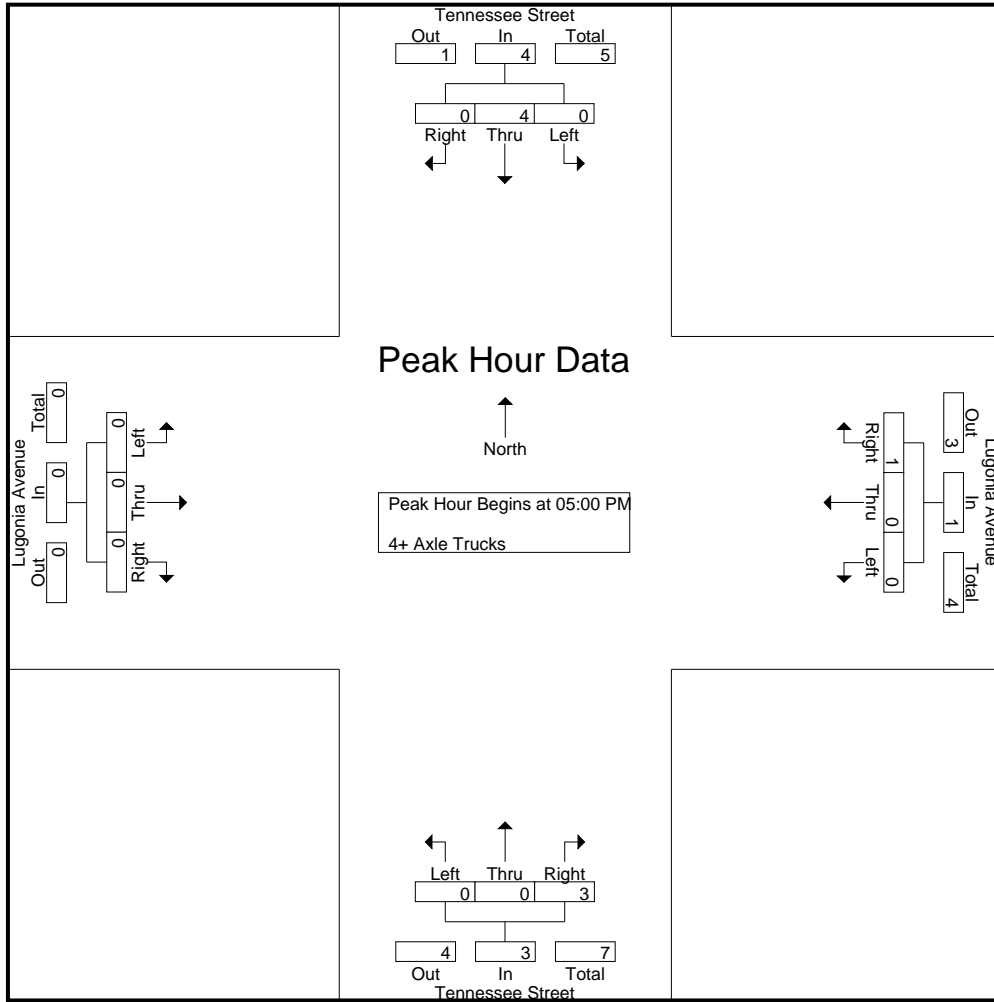 Tennessee Street
Out In Total
1 4 5
0 4 0
Right Thru Left
Peak Hour Data
North
Peak Hour Begins at 05:00 PM
4+ Axle Trucks
Lugonia Avenue
Total In Out
0 0 0
0 0 0
Left Thru Right
Lugonia Avenue
Out In Total
3 1 4
1 0 0
Right Thru Left
Left Thru Right
0 0 3
4 3 7
Out In Total
Tennessee Street